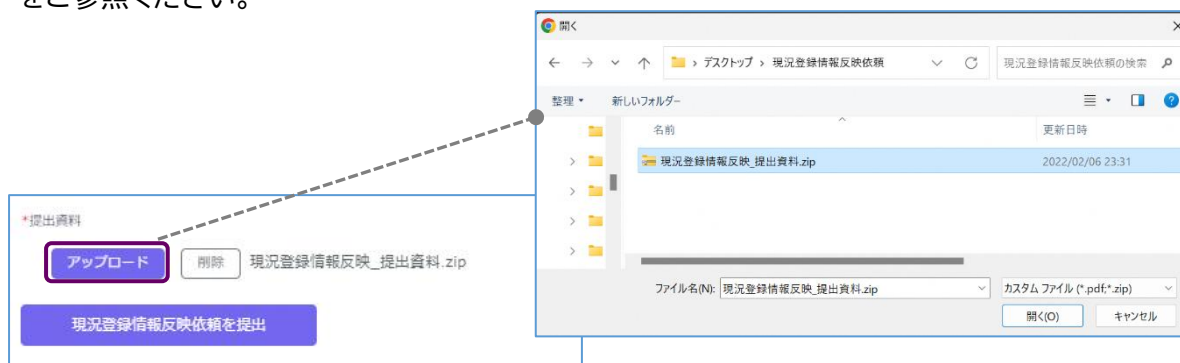 をご参照ください。
開く
デスクトップ › 現況登録情報反映依頼
現況登録情報反映依頼の検索
整理
新しいフォルダー
名前
更新日時
現況登録情報反映_提出資料.zip
2022/02/06 23:31
ファイル名(N):
現況登録情報反映_提出資料.zip
カスタム ファイル (*.pdf;*.zip)
開く(O)
キャンセル
*提出資料
アップロード
削除
現況登録情報反映_提出資料.zip
現況登録情報反映依頼を提出